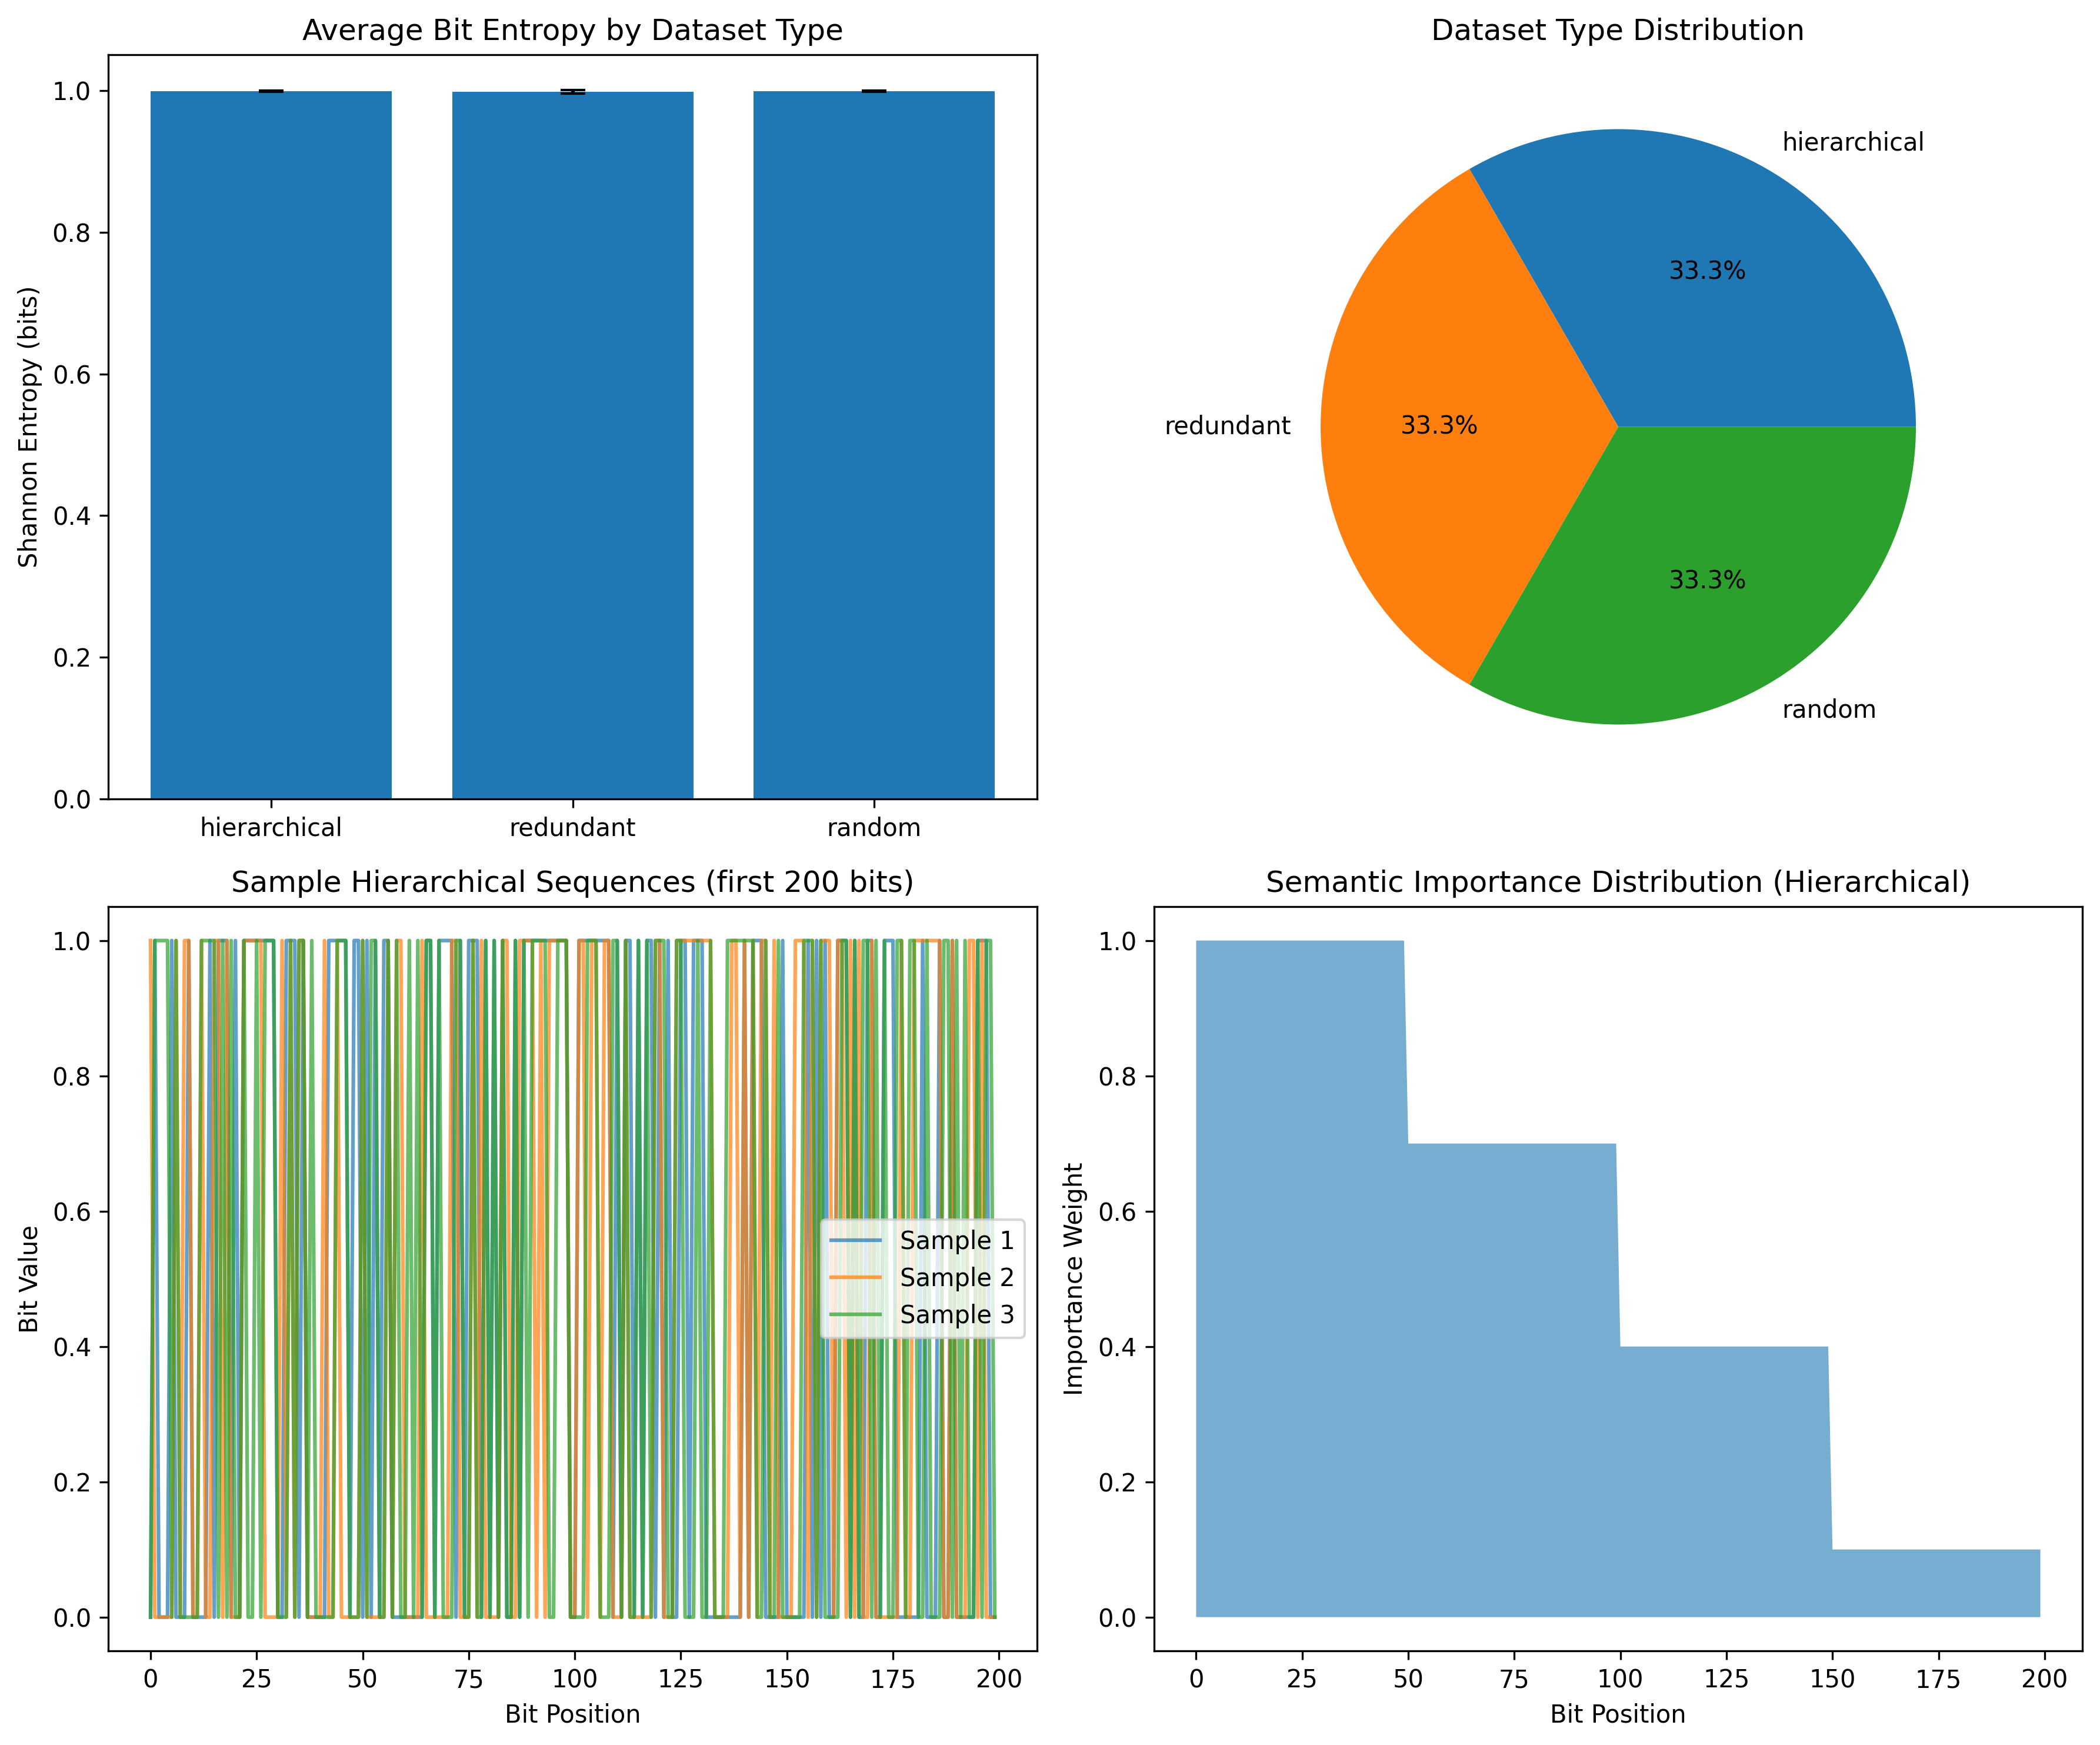 Average Bit Entropy by Dataset Type
Shannon Entropy (bits)
1.0
0.8
0.6
0.4
0.2
0.0
hierarchical
redundant
random
Dataset Type Distribution
hierarchical
33.3%
redundant
33.3%
33.3%
random
Sample Hierarchical Sequences (first 200 bits)
Bit Value
1.0
0.8
0.6
0.4
0.2
0.0
Sample 1
Sample 2
Sample 3
0 25 50 75 100 125 150 175 200
Bit Position
Semantic Importance Distribution (Hierarchical)
Importance Weight
1.0
0.8
0.6
0.4
0.2
0.0
0 25 50 75 100 125 150 175 200
Bit Position